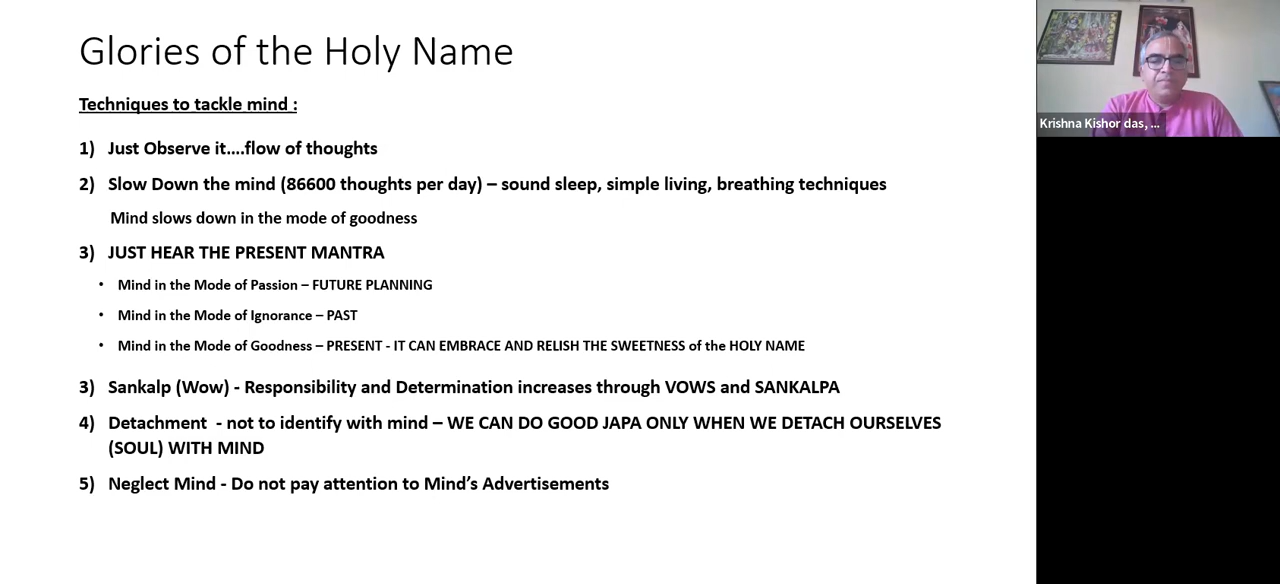 Glories of the Holy Name
Techniques to tackle mind :
1) Just Observe it....flow of thoughts
2) Slow Down the mind (86600 thoughts per day) – sound sleep, simple living, breathing techniques
Mind slows down in the mode of goodness
3) JUST HEAR THE PRESENT MANTRA
• Mind in the Mode of Passion – FUTURE PLANNING
• Mind in the Mode of Ignorance – PAST
• Mind in the Mode of Goodness – PRESENT - IT CAN EMBRACE AND RELISH THE SWEETNESS of the HOLY NAME
3) Sankalp (Wow) - Responsibility and Determination increases through VOWS and SANKALPA
4) Detachment - not to identify with mind – WE CAN DO GOOD JAPA ONLY WHEN WE DETACH OURSELVES
(SOUL) WITH MIND
5) Neglect Mind - Do not pay attention to Mind's Advertisements
Krishna Kishor das, ...